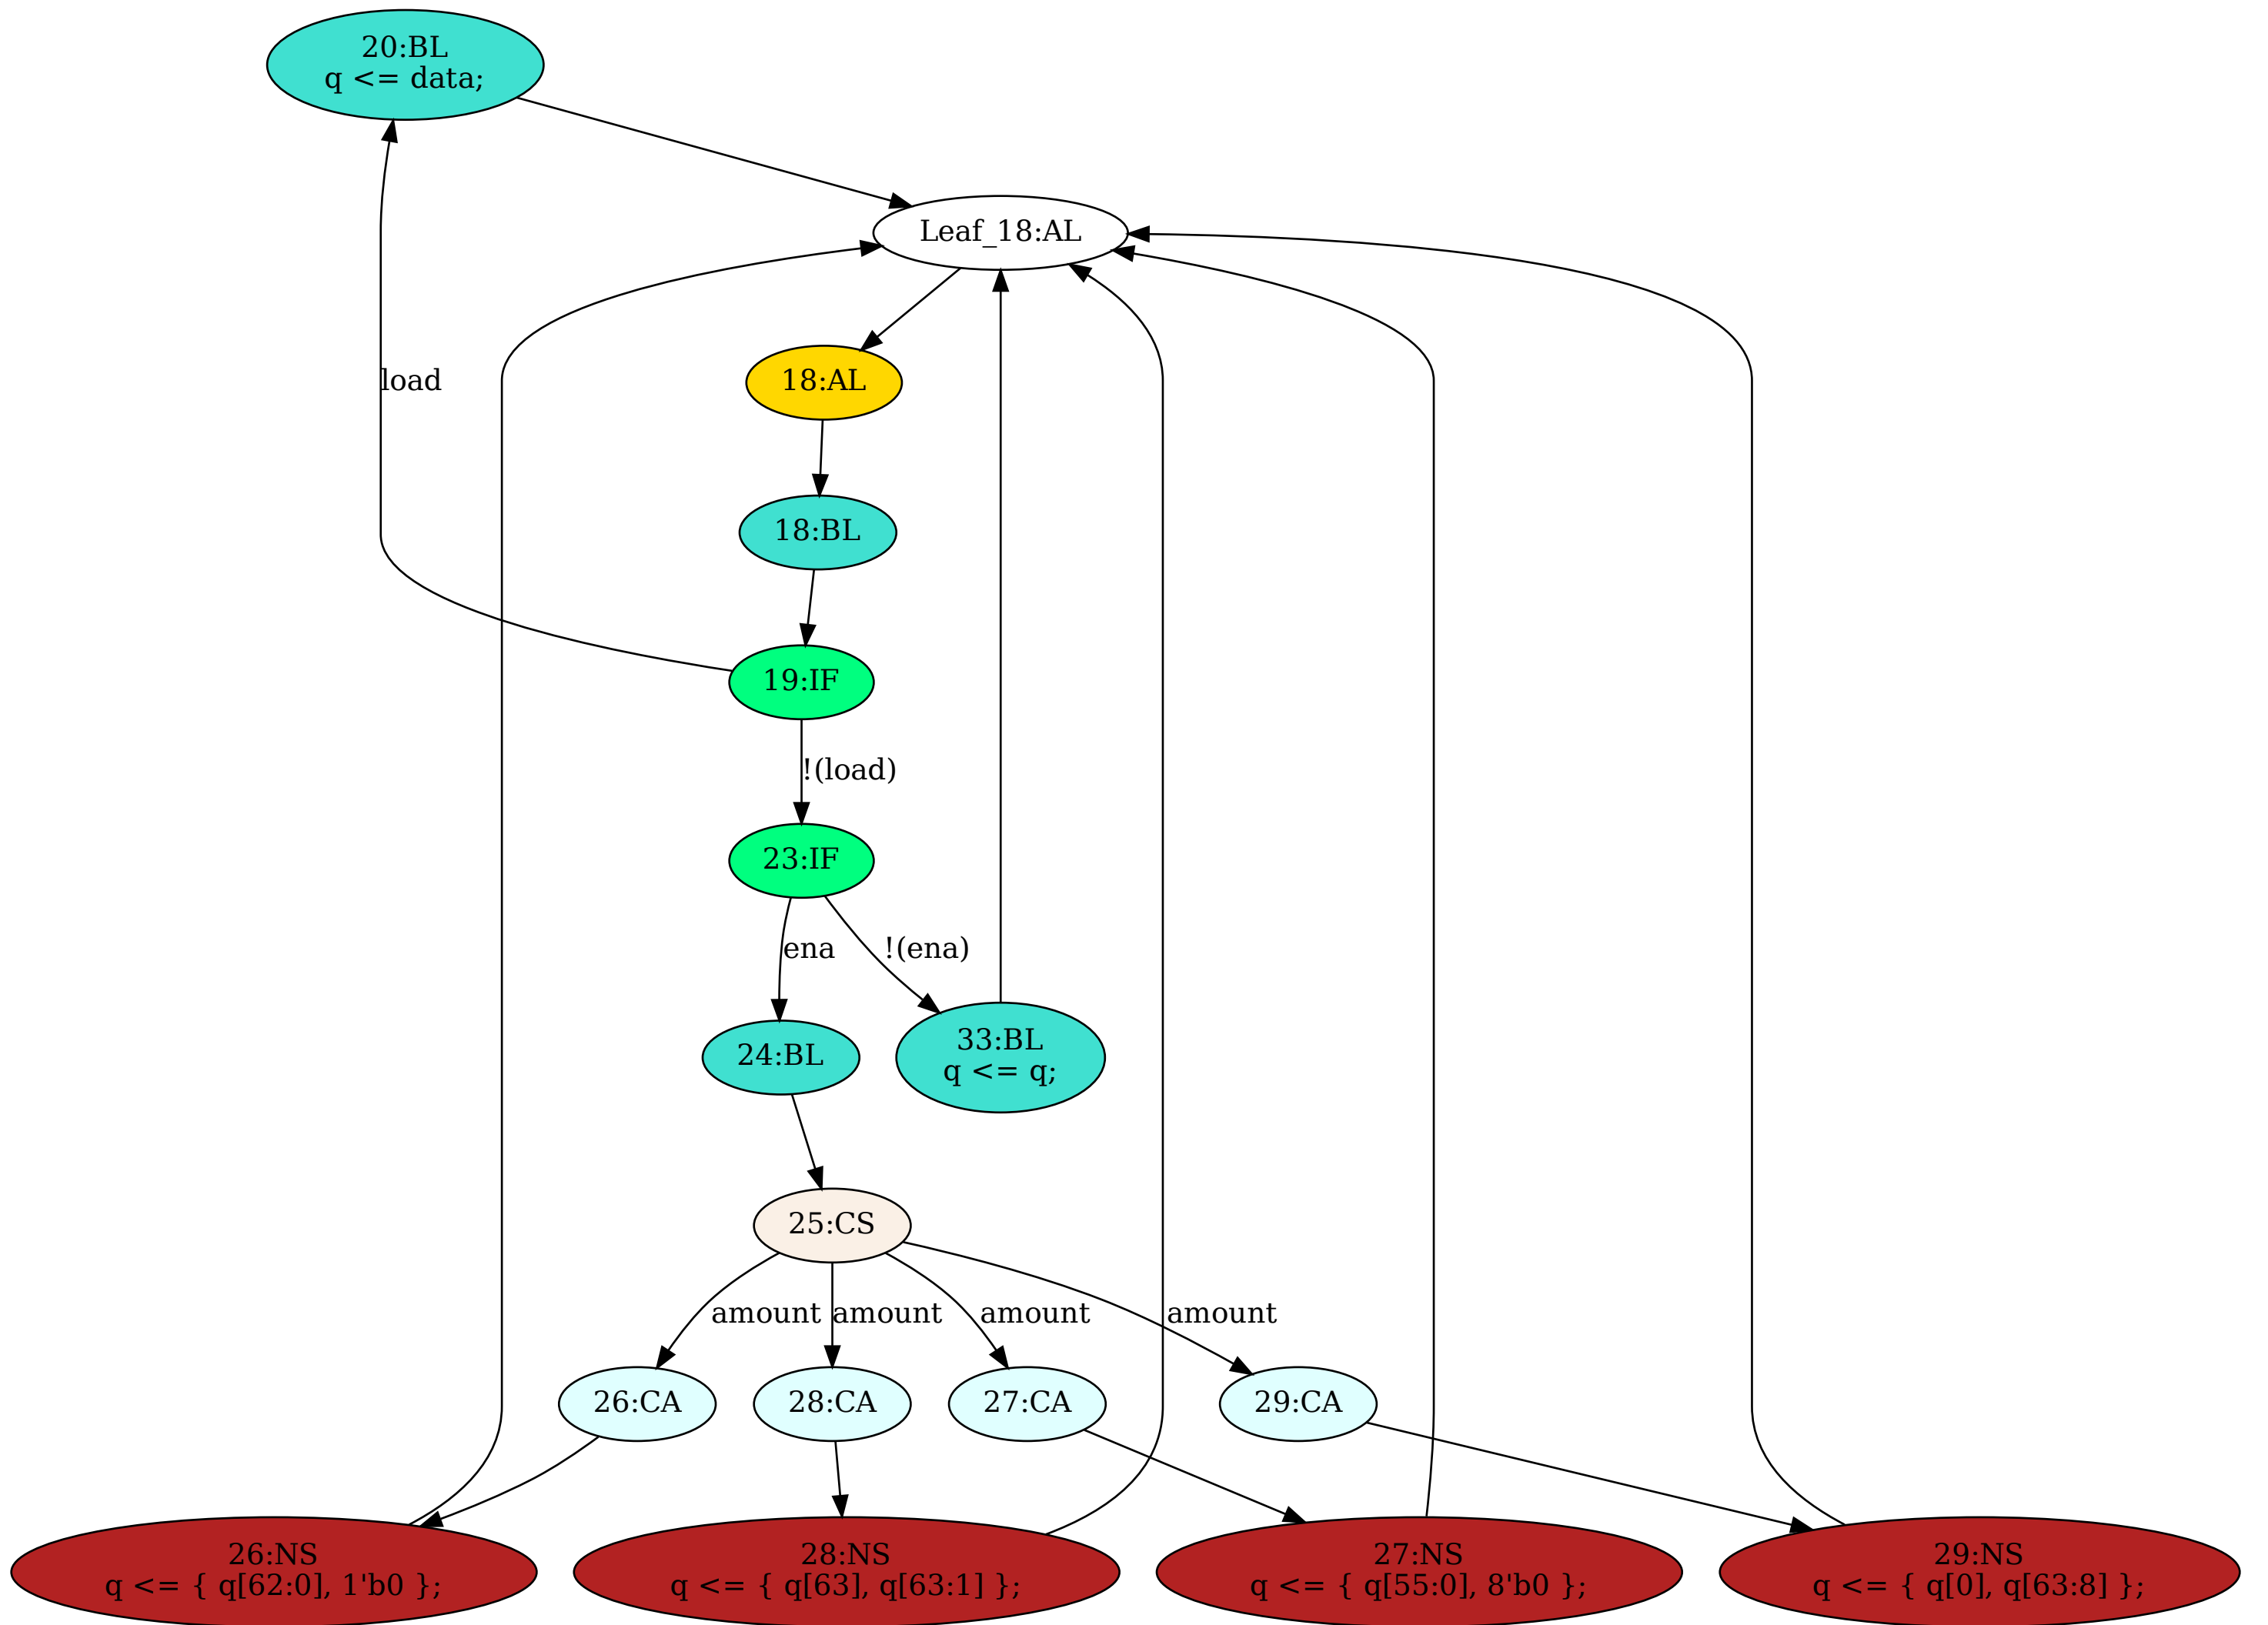 20:BL
q <= data;
Leaf_18:AL
18:AL
load
18:BL
19:IF
!(load)
23:IF
ena
!(ena)
24:BL
33:BL
q <= q;
25:CS
amount
amount
amount
amount
26:CA
28:CA
27:CA
29:CA
26:NS
q <= { q[62:0], 1'b0 };
28:NS
q <= { q[63], q[63:1] };
27:NS
q <= { q[55:0], 8'b0 };
29:NS
q <= { q[0], q[63:8] };